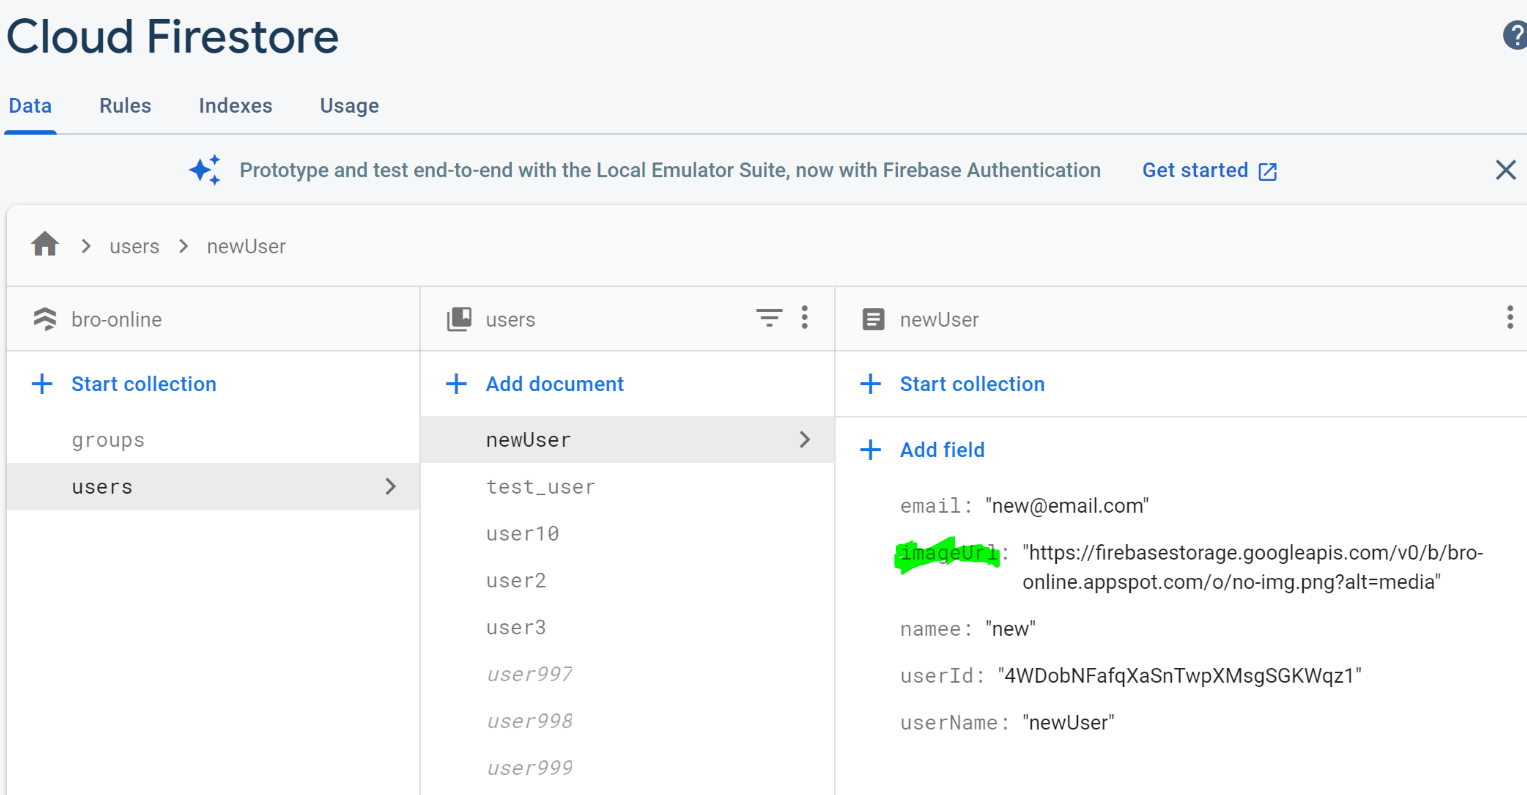 Cloud Firestore
?
Data Rules Indexes Usage
Prototype and test end-to-end with the Local Emulator Suite, now with Firebase Authentication Get started
users newUser
bro-online
users
newUser
Start collection
groups
users
Add document
newUser
test_user
user10
user2
user3
user997
user998
user999
Start collection
Add field
email: "new@email.com"
imageUrl: "https://firebasestorage.googleapis.com/v0/b/bro-
online.appspot.com/o/no-img.png?alt=media"
namee: "new"
userId: "4WDobNFafqXaSnTwpXMsgSGKWqz1"
userName: "newUser"